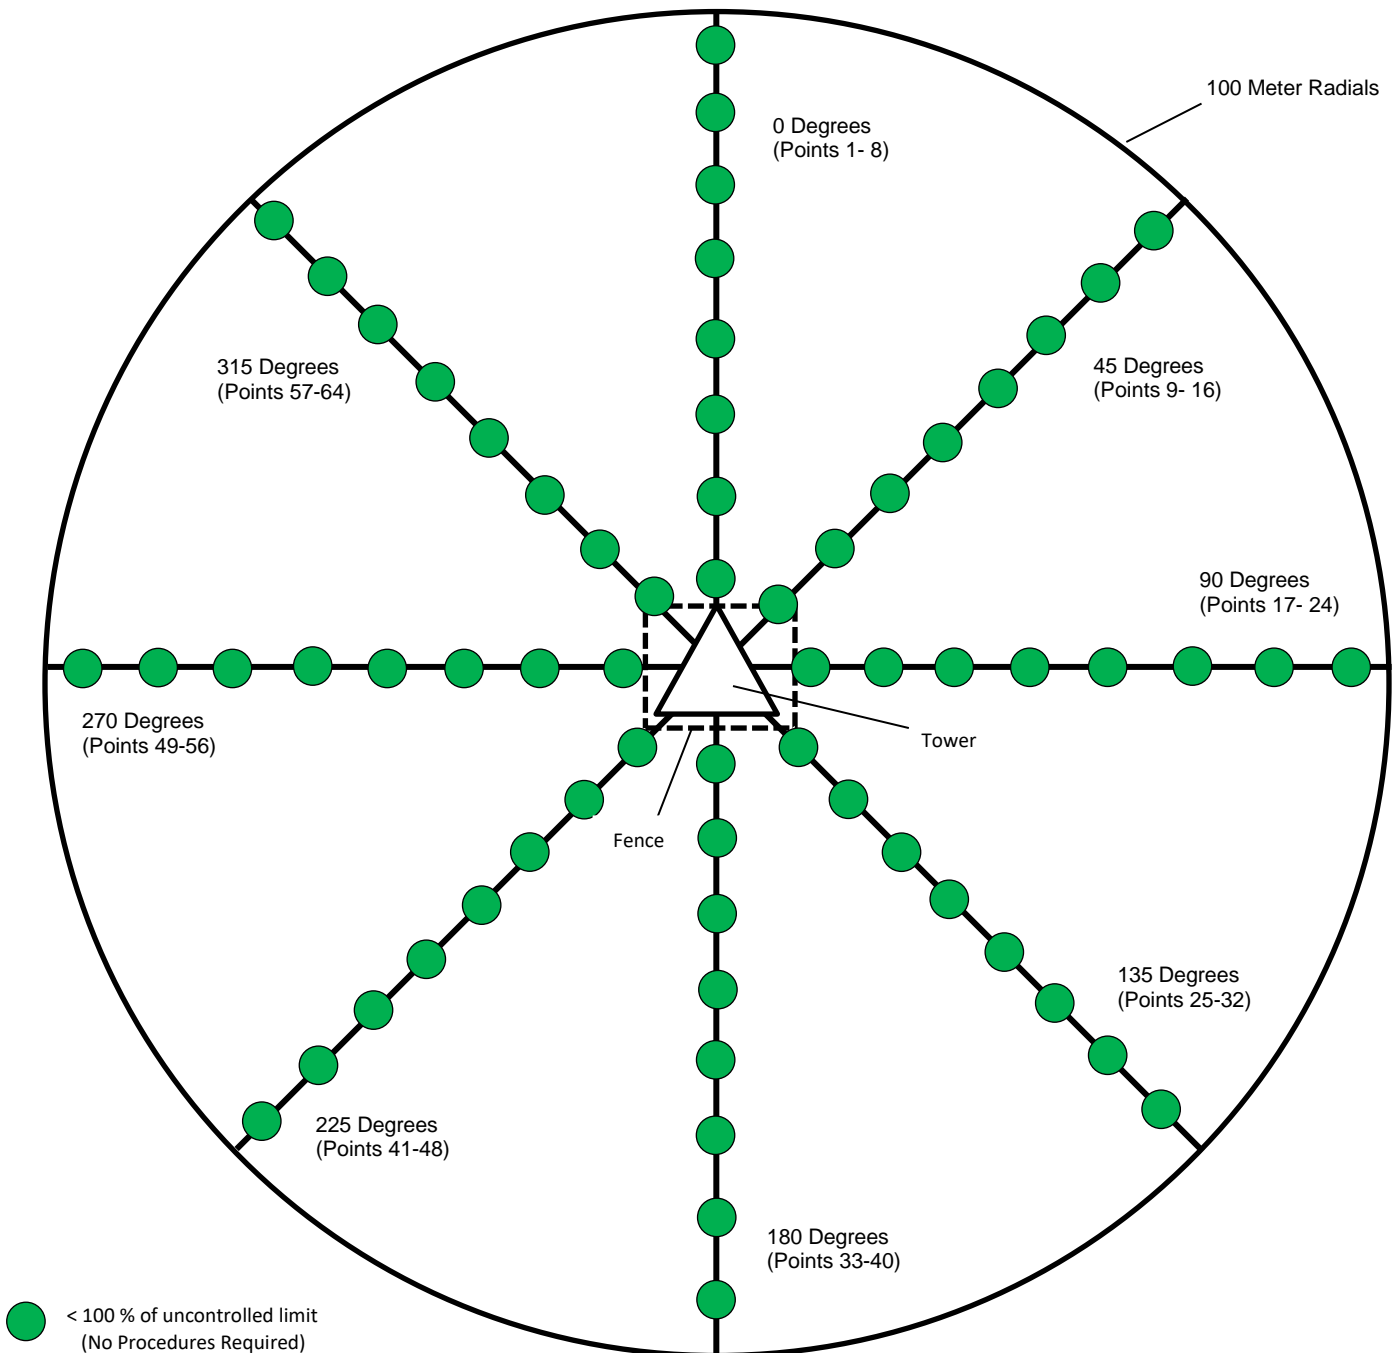 100 Meter Radials
0 Degrees
(Points 1- 8)
315 Degrees
(Points 57-64)
45 Degrees
(Points 9- 16)
90 Degrees
(Points 17- 24)
270 Degrees
(Points 49-56)
Tower
Fence
135 Degrees
(Points 25-32)
225 Degrees
(Points 41-48)
180 Degrees
(Points 33-40)
< 100 % of uncontrolled limit
(No Procedures Required)